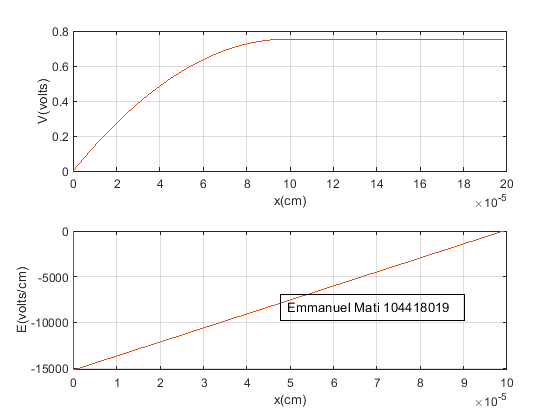 0.8
0.6
0.4
0.2
0
V(volts)
0 2 4 6 8 10 12 14 16 18 20
x(cm)
×10-5
0
-5000
-10000
-15000
E(volts/cm)
Emmanuel Mati 104418019
0 1 2 3 4 5 6 7 8 9 10
x(cm)
×10-5